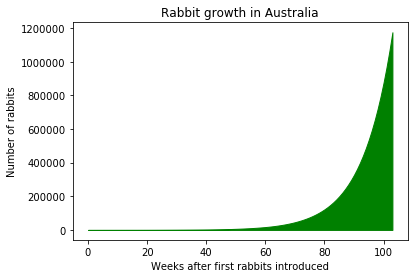 Rabbit growth in Australia
Number of rabbits
1200000
1000000
800000
600000
400000
200000
0
0 20 40 60 80 100
Weeks after first rabbits introduced